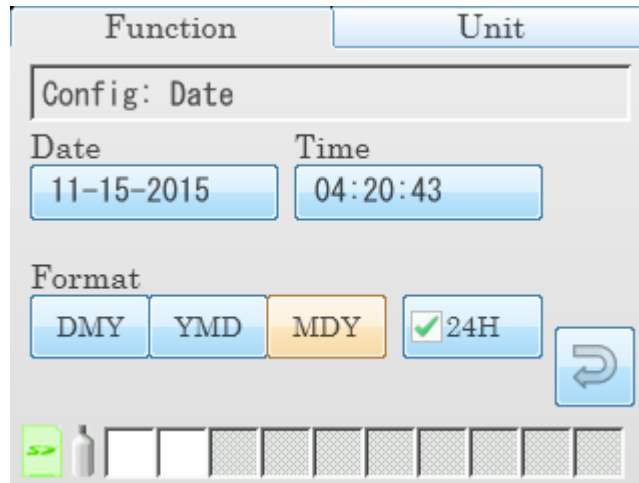 Function Unit
Config: Date
Date Time
11-15-2015 04:20:43
Format
DMY YMD MDY 24H